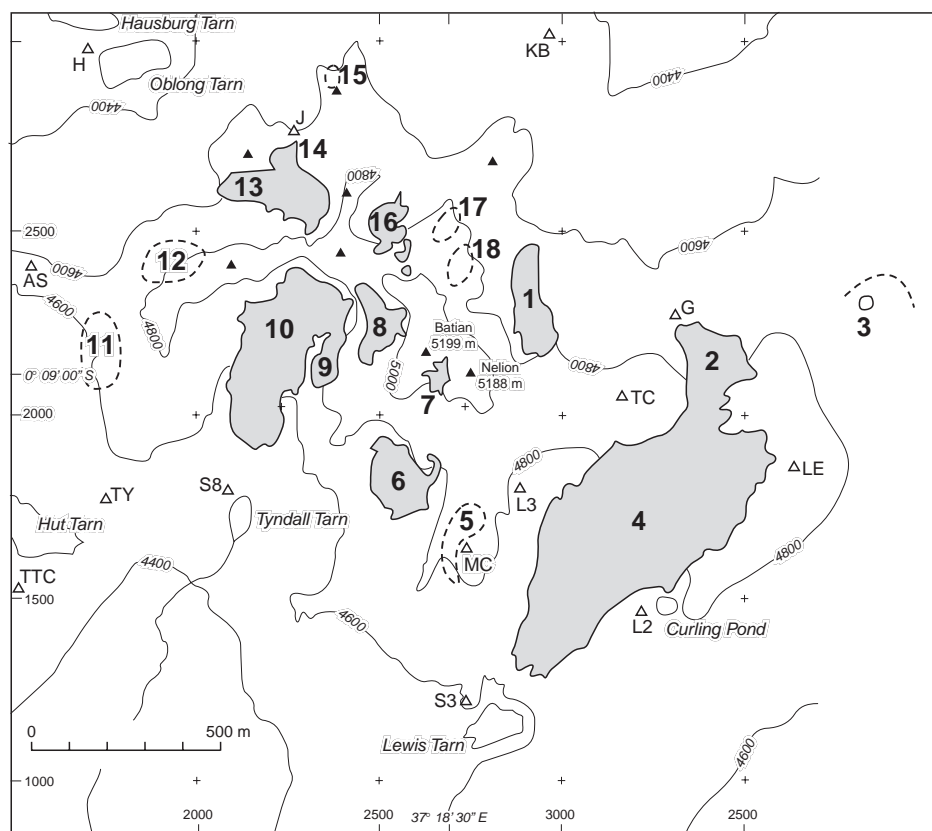 Hausburg Tarn
H
KB
Oblong Tarn
15
4400
4400
J
14
13
4800
16
17
2500
18
12
4600
4600
AS
4600
1
G
3
10
8
Batian
5199 m
2
4800
11
9
5000
Nelion
5188 m
4800
0° 09' 00" S
7
TC
2000
4800
LE
6
S8
L3
TY
5
4
Hut Tarn
Tyndall Tarn
MC
4800
4400
TTC
1500
4600
L2
Curling Pond
S3
0
500 m
Lewis Tarn
4600
1000
2000
2500
37° 18' 30" E
3000
2500